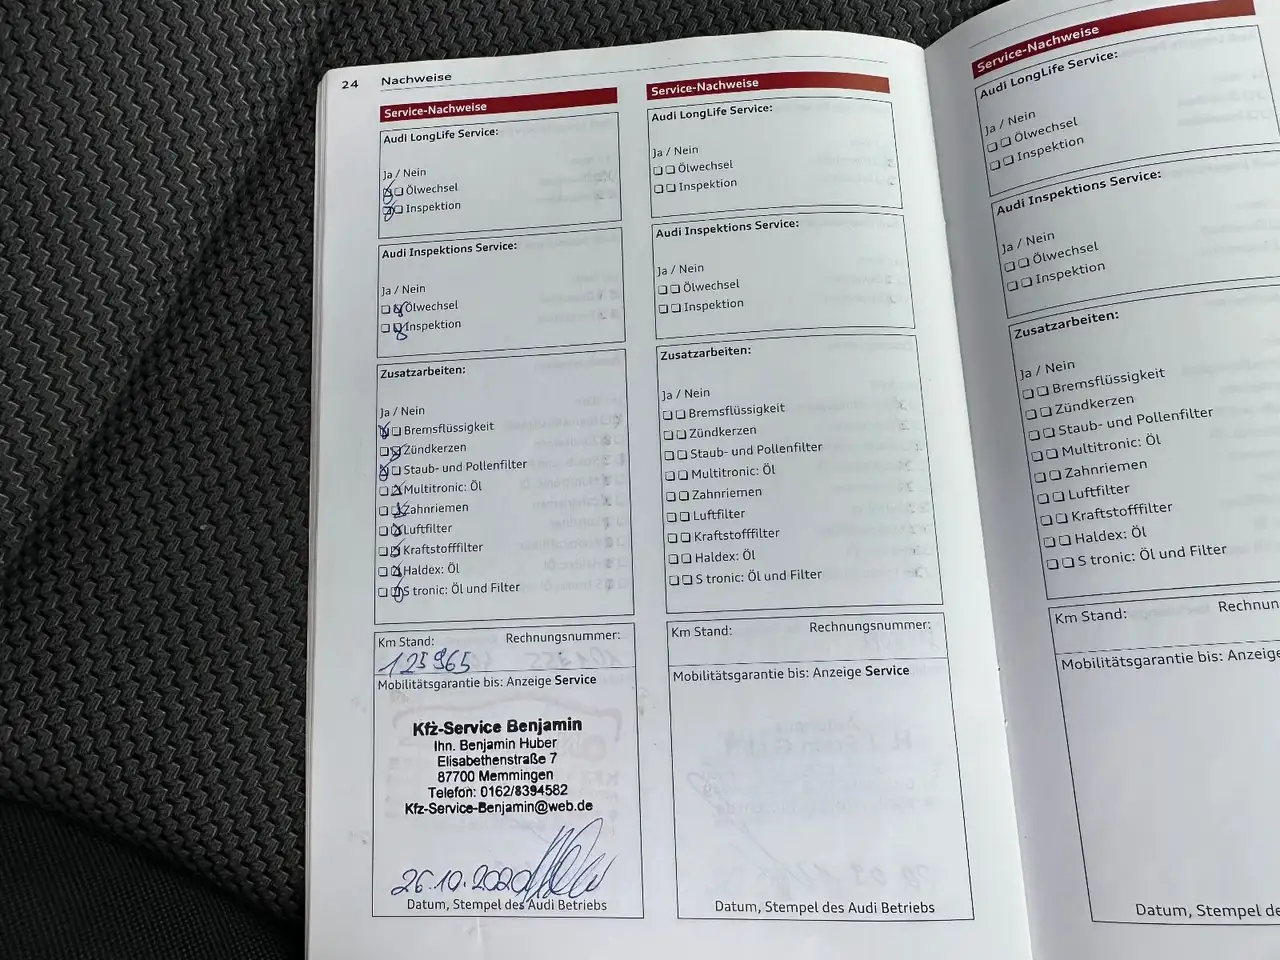 24 Nachweise
Service-Nachweise
Audi LongLife Service:
Ja / Nein
Ölwechsel
Inspektion
Audi Inspektions Service:
Ja / Nein
Ölwechsel
Inspektion
Zusatzarbeiten:
Ja / Nein
Bremsflüssigkeit
Zündkerzen
Staub- und Pollenfilter
Multitronic: Öl
Zahnriemen
Luftfilter
Kraftstofffilter
Haldex: Öl
S tronic: Öl und Filter
Km Stand: Rechnungsnummer:
125965
Mobilitätsgarantie bis: Anzeige Service
Kfz-Service Benjamin
Ihn. Benjamin Huber
Elisabethenstraße 7
87700 Memmingen
Telefon: 0162/8394582
Kfz-Service-Benjamin@web.de
26.10.2020
Datum, Stempel des Audi Betriebs
Service-Nachweise
Audi LongLife Service:
Ja / Nein
Ölwechsel
Inspektion
Audi Inspektions Service:
Ja / Nein
Ölwechsel
Inspektion
Zusatzarbeiten:
Ja / Nein
Bremsflüssigkeit
Zündkerzen
Staub- und Pollenfilter
Multitronic: Öl
Zahnriemen
Luftfilter
Kraftstofffilter
Haldex: Öl
S tronic: Öl und Filter
Km Stand: Rechnungsnummer:
Mobilitätsgarantie bis: Anzeige Service
Datum, Stempel des Audi Betriebs
Service-Nachweise
Audi LongLife Service:
Ja / Nein
Ölwechsel
Inspektion
Audi Inspektions Service:
Ja / Nein
Ölwechsel
Inspektion
Zusatzarbeiten:
Ja / Nein
Bremsflüssigkeit
Zündkerzen
Staub- und Pollenfilter
Multitronic: Öl
Zahnriemen
Luftfilter
Kraftstofffilter
Haldex: Öl
S tronic: Öl und Filter
Km Stand: Rechnun
Mobilitätsgarantie bis: Anzeige
Datum, Stempel de